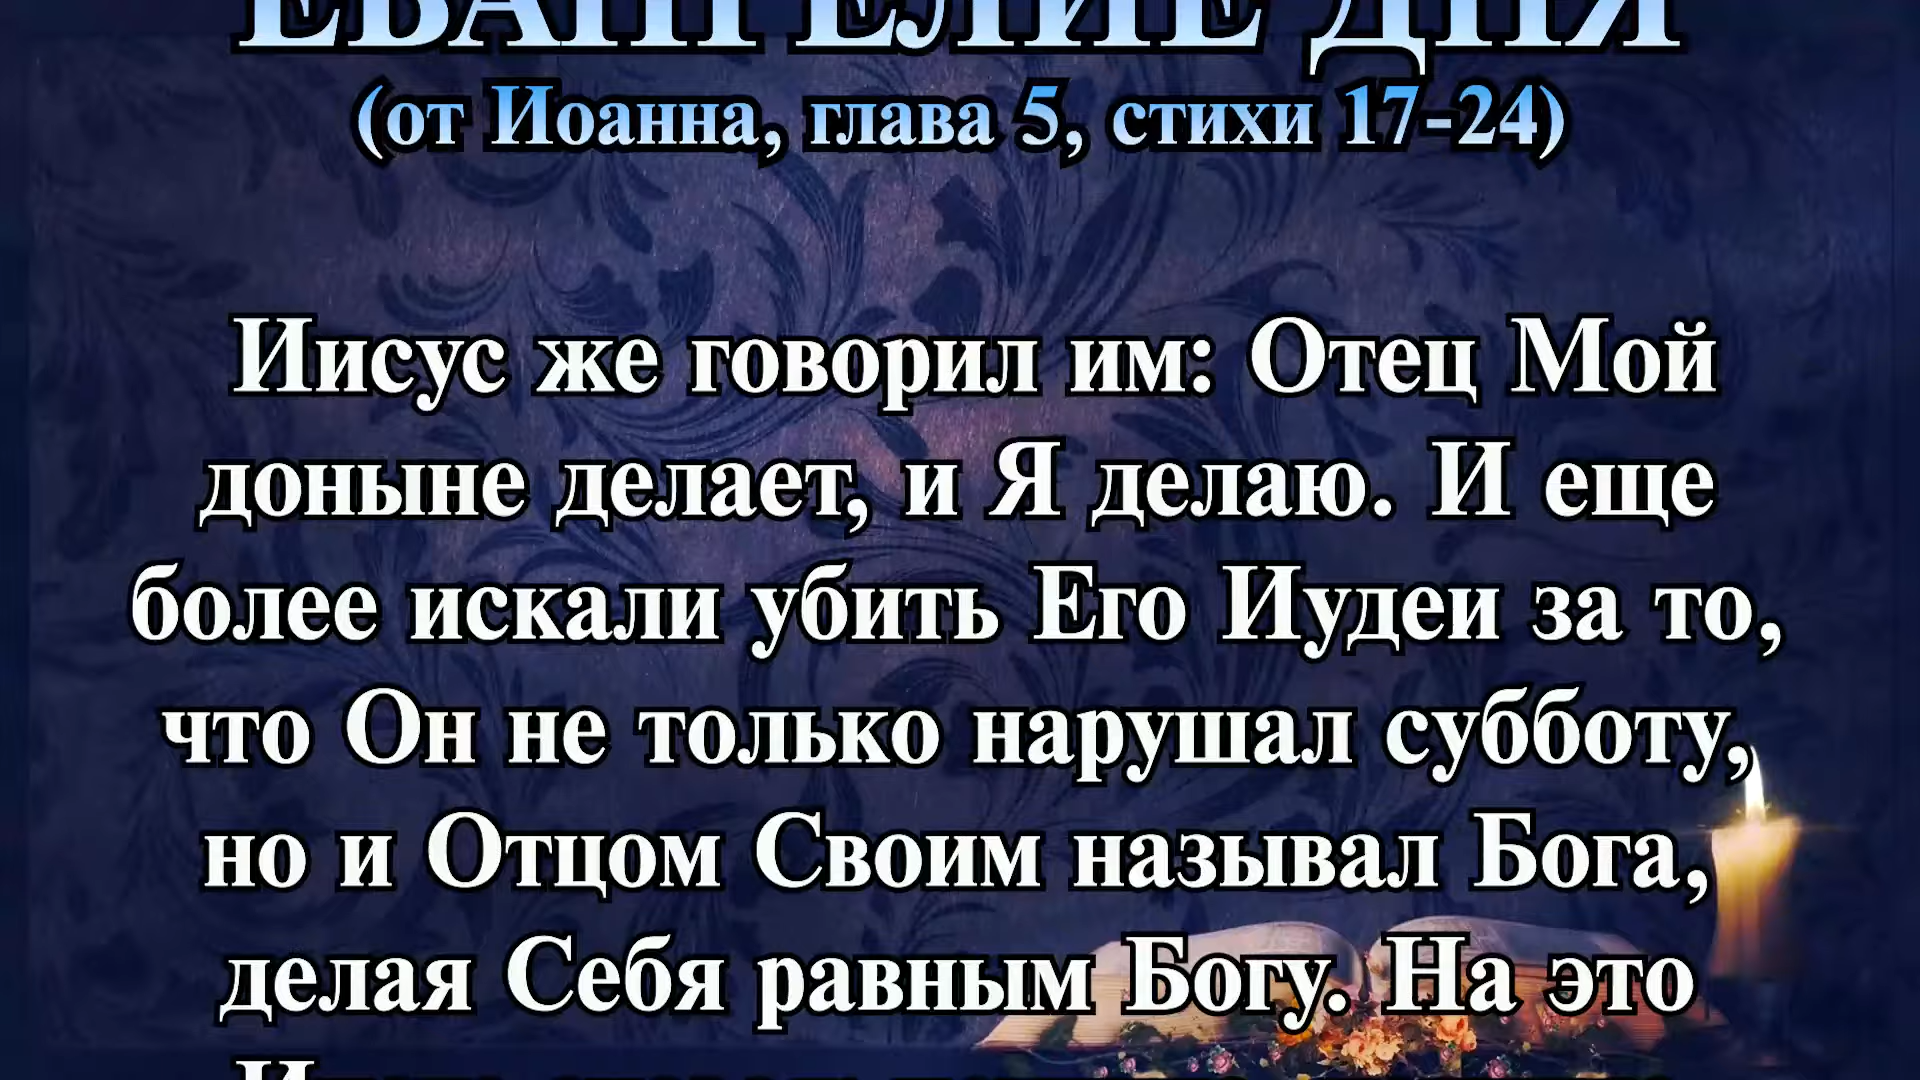 ЕВАНГЕЛИЕ ДНЯ
(от Иоанна, глава 5, стихи 17-24)
Иисус же говорил им: Отец Мой
доныне делает, и Я делаю. И еще
более искали убить Его Иудеи за то,
что Он не только нарушал субботу,
но и Отцом Своим называл Бога,
делая Себя равным Богу. На это